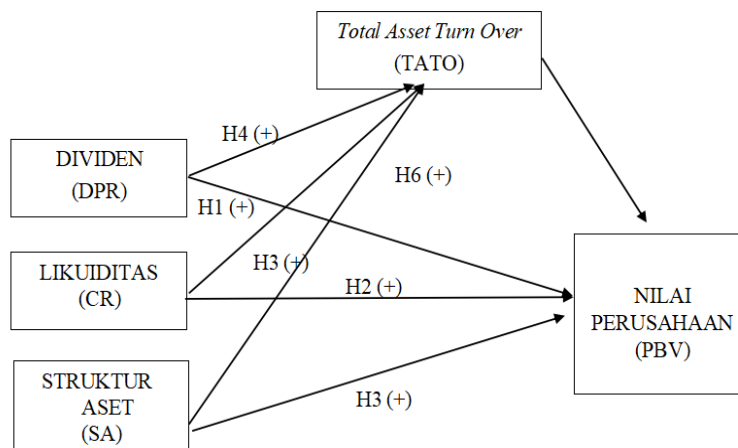 Total Asset Turn Over
(TATO)
H4 (+)
DIVIDEN
(DPR)
H6 (+)
H1 (+)
LIKUIDITAS
(CR)
H3 (+)
H2 (+)
NILAI
PERUSAHAAN
(PBV)
STRUKTUR
ASET
(SA)
H3 (+)